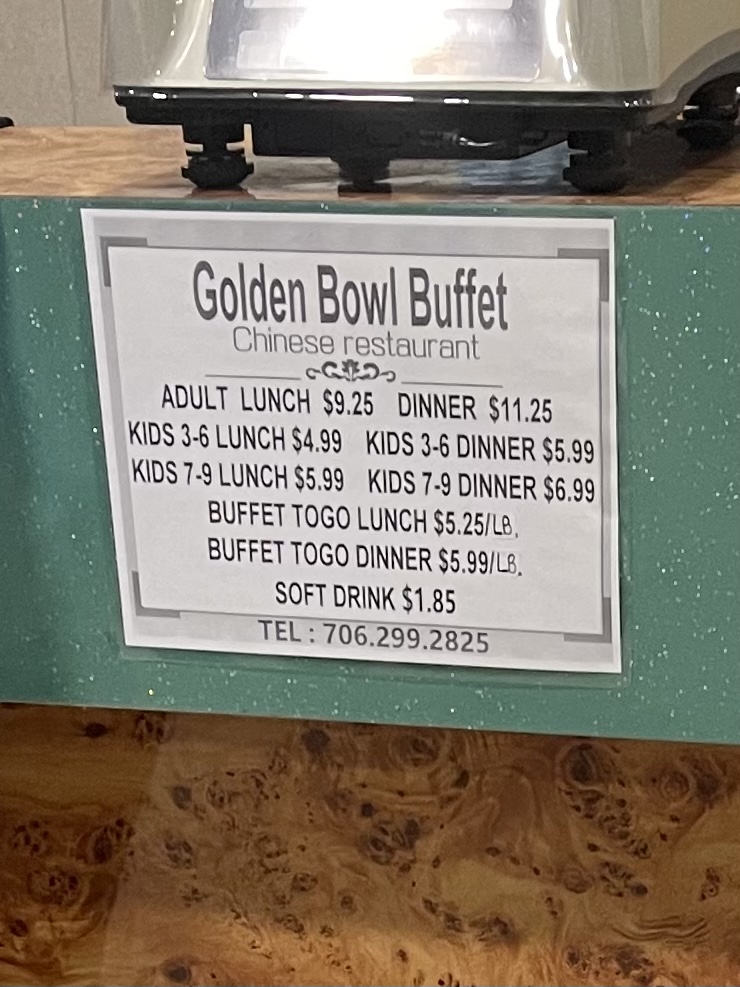 Golden Bowl Buffet
Chinese restaurant
ADULT LUNCH $9.25 DINNER $11.25
KIDS 3-6 LUNCH $4.99 KIDS 3-6 DINNER $5.99
KIDS 7-9 LUNCH $5.99 KIDS 7-9 DINNER $6.99
BUFFET TOGO LUNCH $5.25/LB.
BUFFET TOGO DINNER $5.99/LB.
SOFT DRINK $1.85
TEL : 706.299.2825